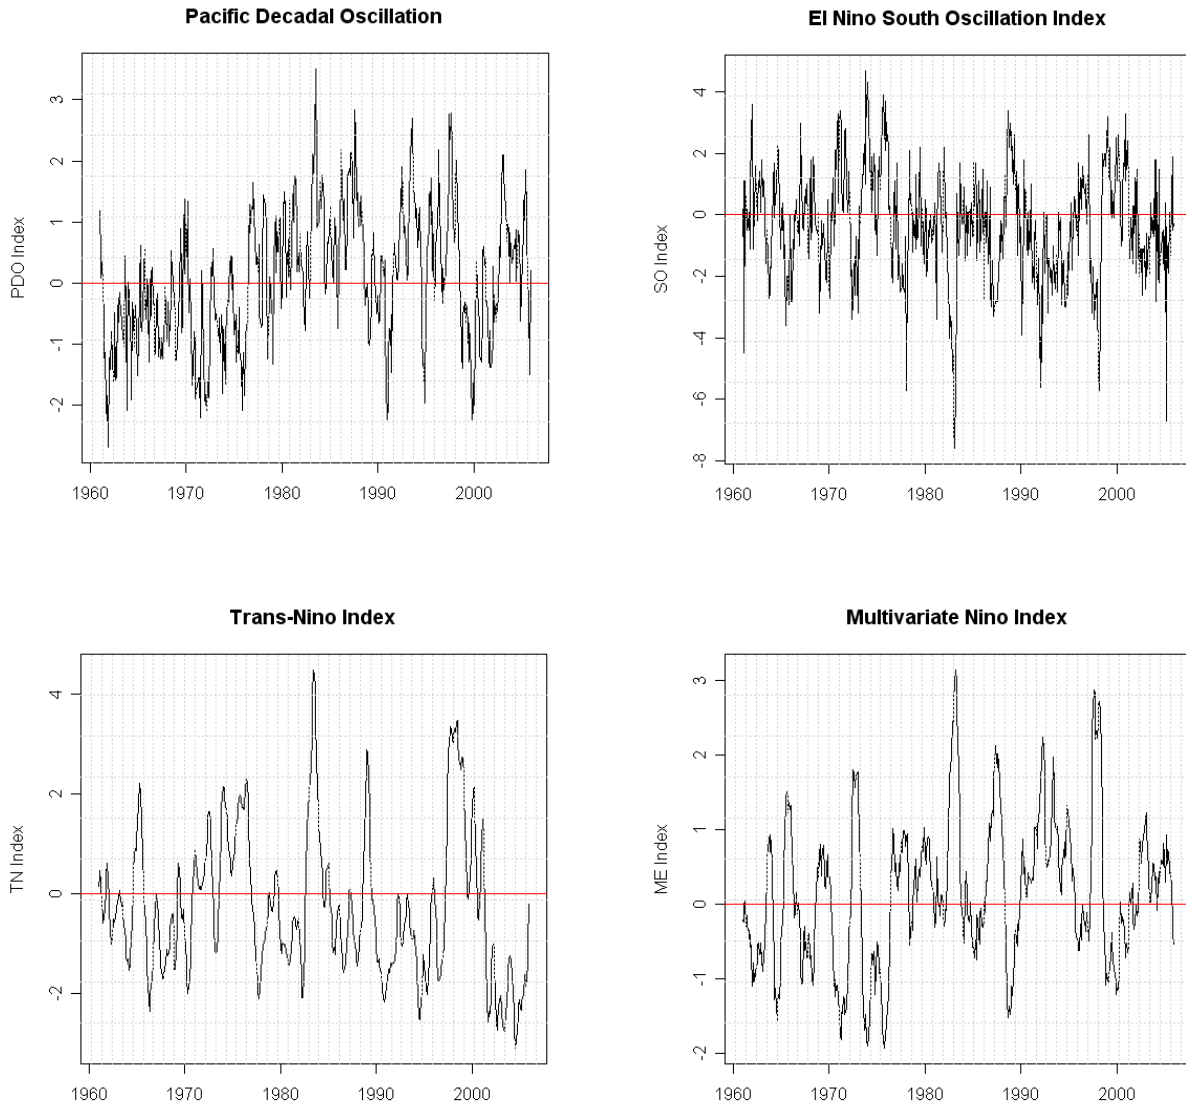 Pacific Decadal Oscillation
PDO Index
3
2
1
0
-1
-2
1960 1970 1980 1990 2000
El Nino South Oscillation Index
SO Index
4
2
0
-2
-4
-6
-8
1960 1970 1980 1990 2000
Trans-Nino Index
TN Index
4
2
0
-2
1960 1970 1980 1990 2000
Multivariate Nino Index
ME Index
3
2
1
0
-1
-2
1960 1970 1980 1990 2000